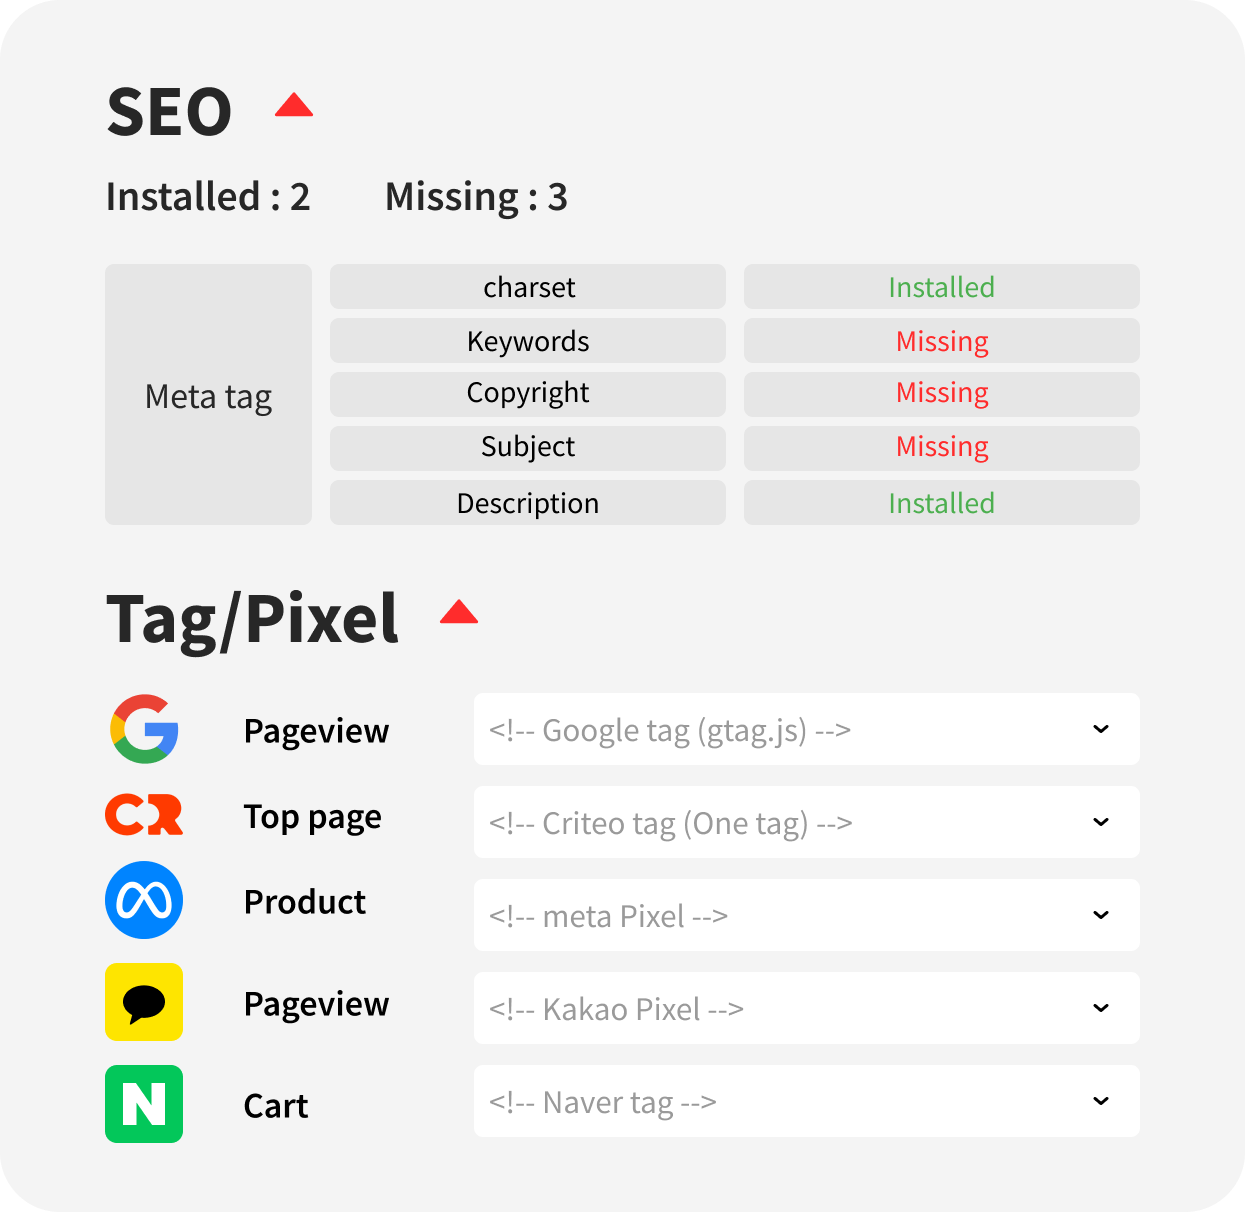 SEO
Installed : 2 Missing : 3
Meta tag
charset Installed
Keywords Missing
Copyright Missing
Subject Missing
Description Installed
Tag/Pixel
Pageview <!-- Google tag (gtag.js) -->
CR Top page <!-- Criteo tag (One tag) -->
Product <!-- meta Pixel -->
Pageview <!-- Kakao Pixel -->
N Cart <!-- Naver tag -->